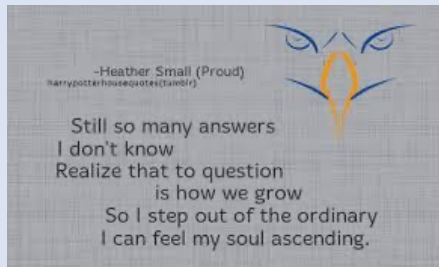 -Heather Small (Proud)
harrypotterhousequotes(tumblr)
Still so many answers
I don't know
Realize that to question
is how we grow
So I step out of the ordinary
I can feel my soul ascending.